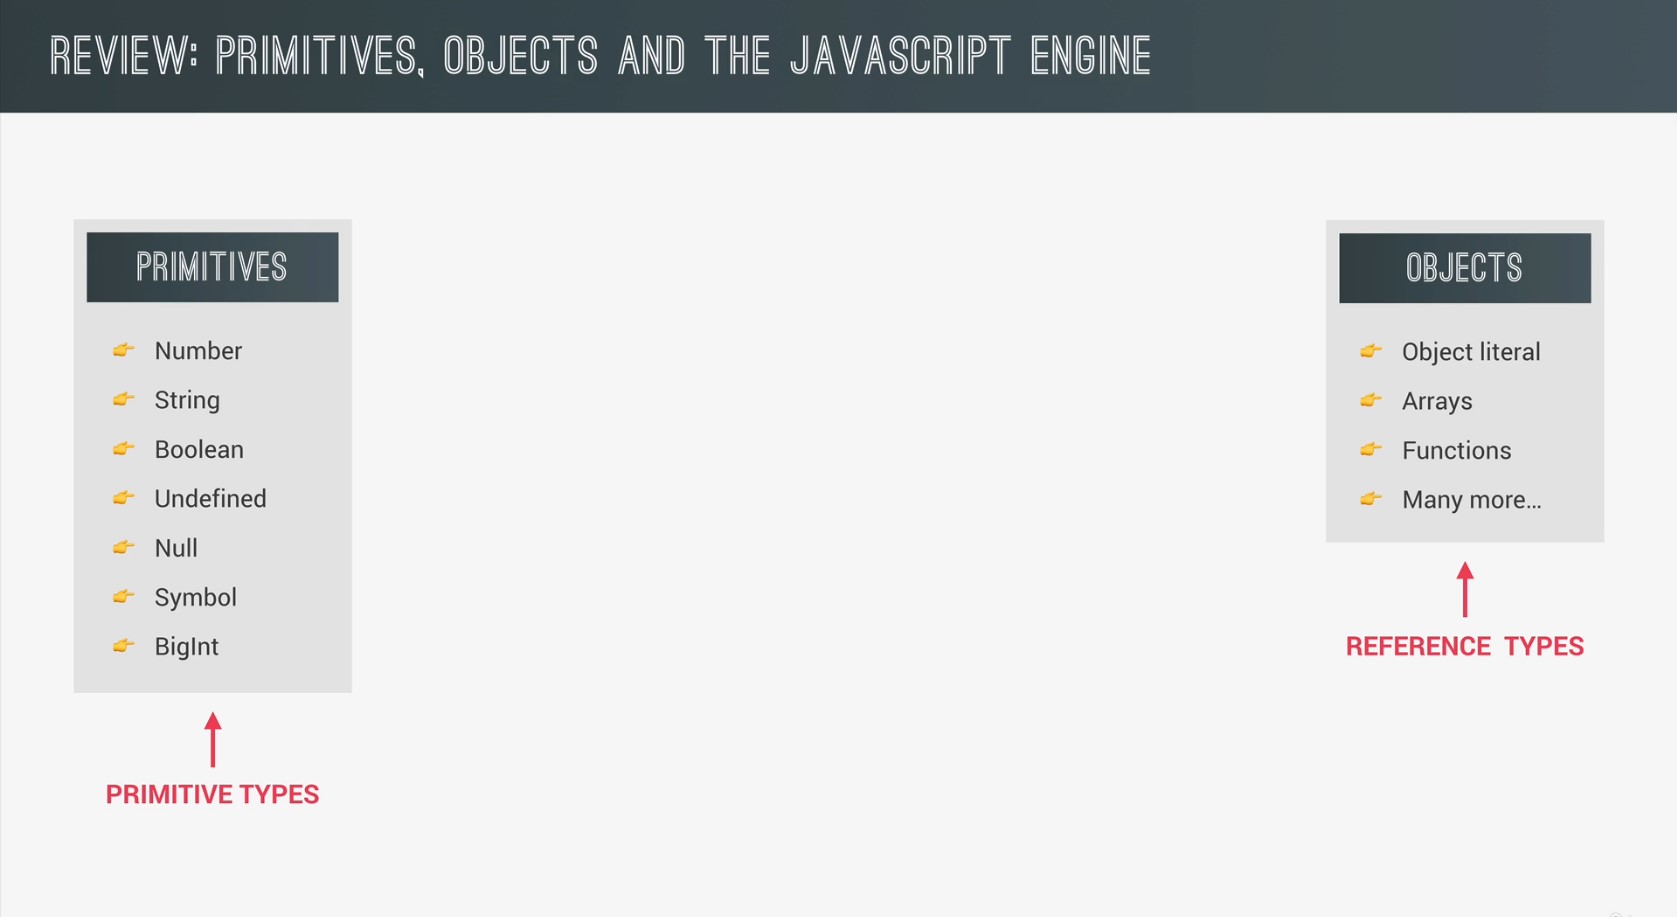 REVIEW: PRIMITIVES, OBJECTS AND THE JAVASCRIPT ENGINE
PRIMITIVES
👉 Number
👉 String
👉 Boolean
👉 Undefined
👉 Null
👉 Symbol
👉 BigInt
PRIMITIVE TYPES
OBJECTS
👉 Object literal
👉 Arrays
👉 Functions
👉 Many more…
REFERENCE TYPES